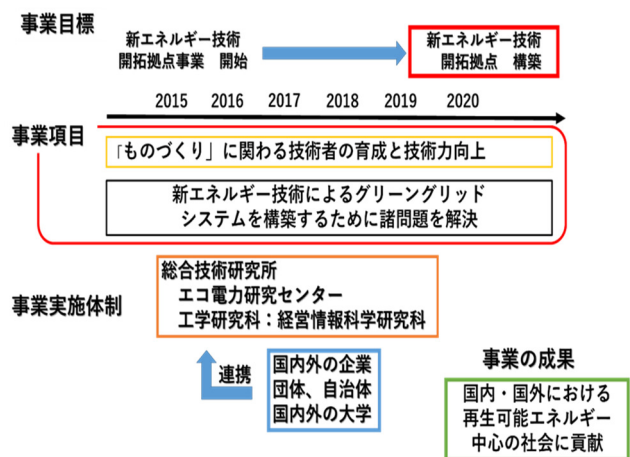 事業目標
新エネルギー技術
開拓拠点事業　開始
新エネルギー技術
開拓拠点　構築
2015 2016 2017 2018 2019 2020
事業項目
「ものづくり」に関わる技術者の育成と技術力向上
新エネルギー技術によるグリーングリッド
システムを構築するために諸問題を解決
事業実施体制
総合技術研究所
エコ電力研究センター
工学研究科：経営情報科学研究科
連携
国内外の企業
団体、自治体
国内外の大学
事業の成果
国内・国外における
再生可能エネルギー
中心の社会に貢献